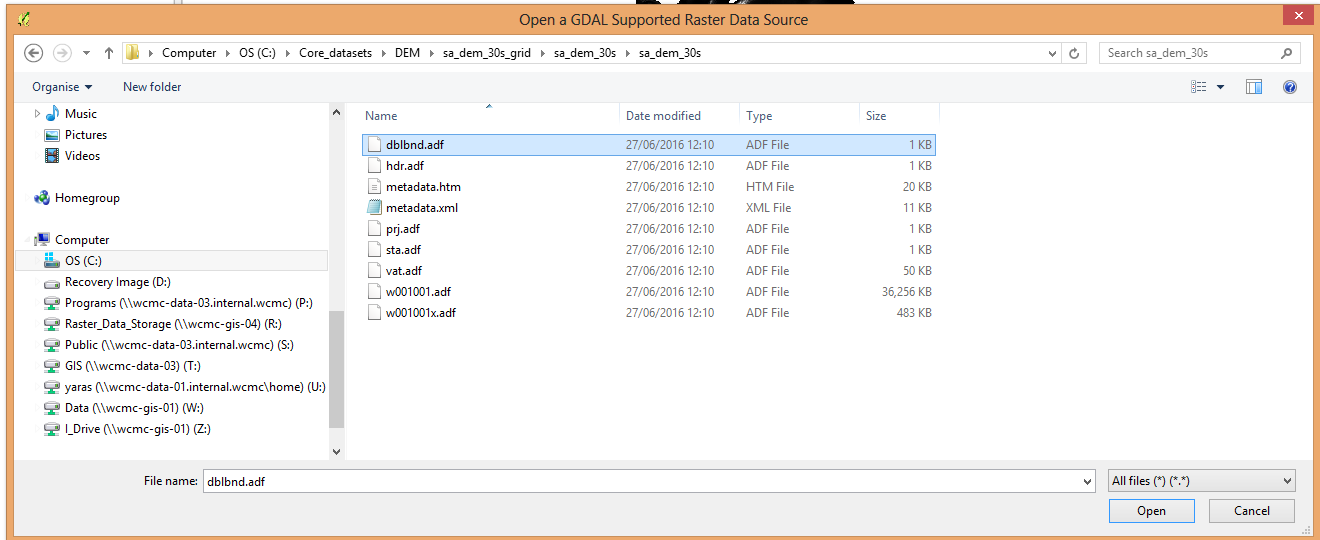 Open a GDAL Supported Raster Data Source
Computer OS (C:) Core_datasets DEM sa_dem_30s_grid sa_dem_30s sa_dem_30s
Search sa_dem_30s
Organise New folder
Music
Pictures
Videos
Homegroup
Computer
OS (C:)
Recovery Image (D:)
Programs (\\wcmc-data-03.internal.wcmc) (P:)
Raster_Data_Storage (\\wcmc-gis-04) (R:)
Public (\\wcmc-data-03.internal.wcmc) (S:)
GIS (\\wcmc-data-03) (T:)
yaras (\\wcmc-data-01.internal.wcmc\home) (U:)
Data (\\wcmc-gis-01) (W:)
I_Drive (\\wcmc-gis-01) (Z:)
Name Date modified Type Size
dblbnd.adf 27/06/2016 12:10 ADF File 1 KB
hdr.adf 27/06/2016 12:10 ADF File 1 KB
metadata.htm 27/06/2016 12:10 HTM File 20 KB
metadata.xml 27/06/2016 12:10 XML File 11 KB
prj.adf 27/06/2016 12:10 ADF File 1 KB
sta.adf 27/06/2016 12:10 ADF File 1 KB
vat.adf 27/06/2016 12:10 ADF File 50 KB
w001001.adf 27/06/2016 12:10 ADF File 36,256 KB
w001001x.adf 27/06/2016 12:10 ADF File 483 KB
File name: dblbnd.adf
All files (*) (*.*)
Open Cancel